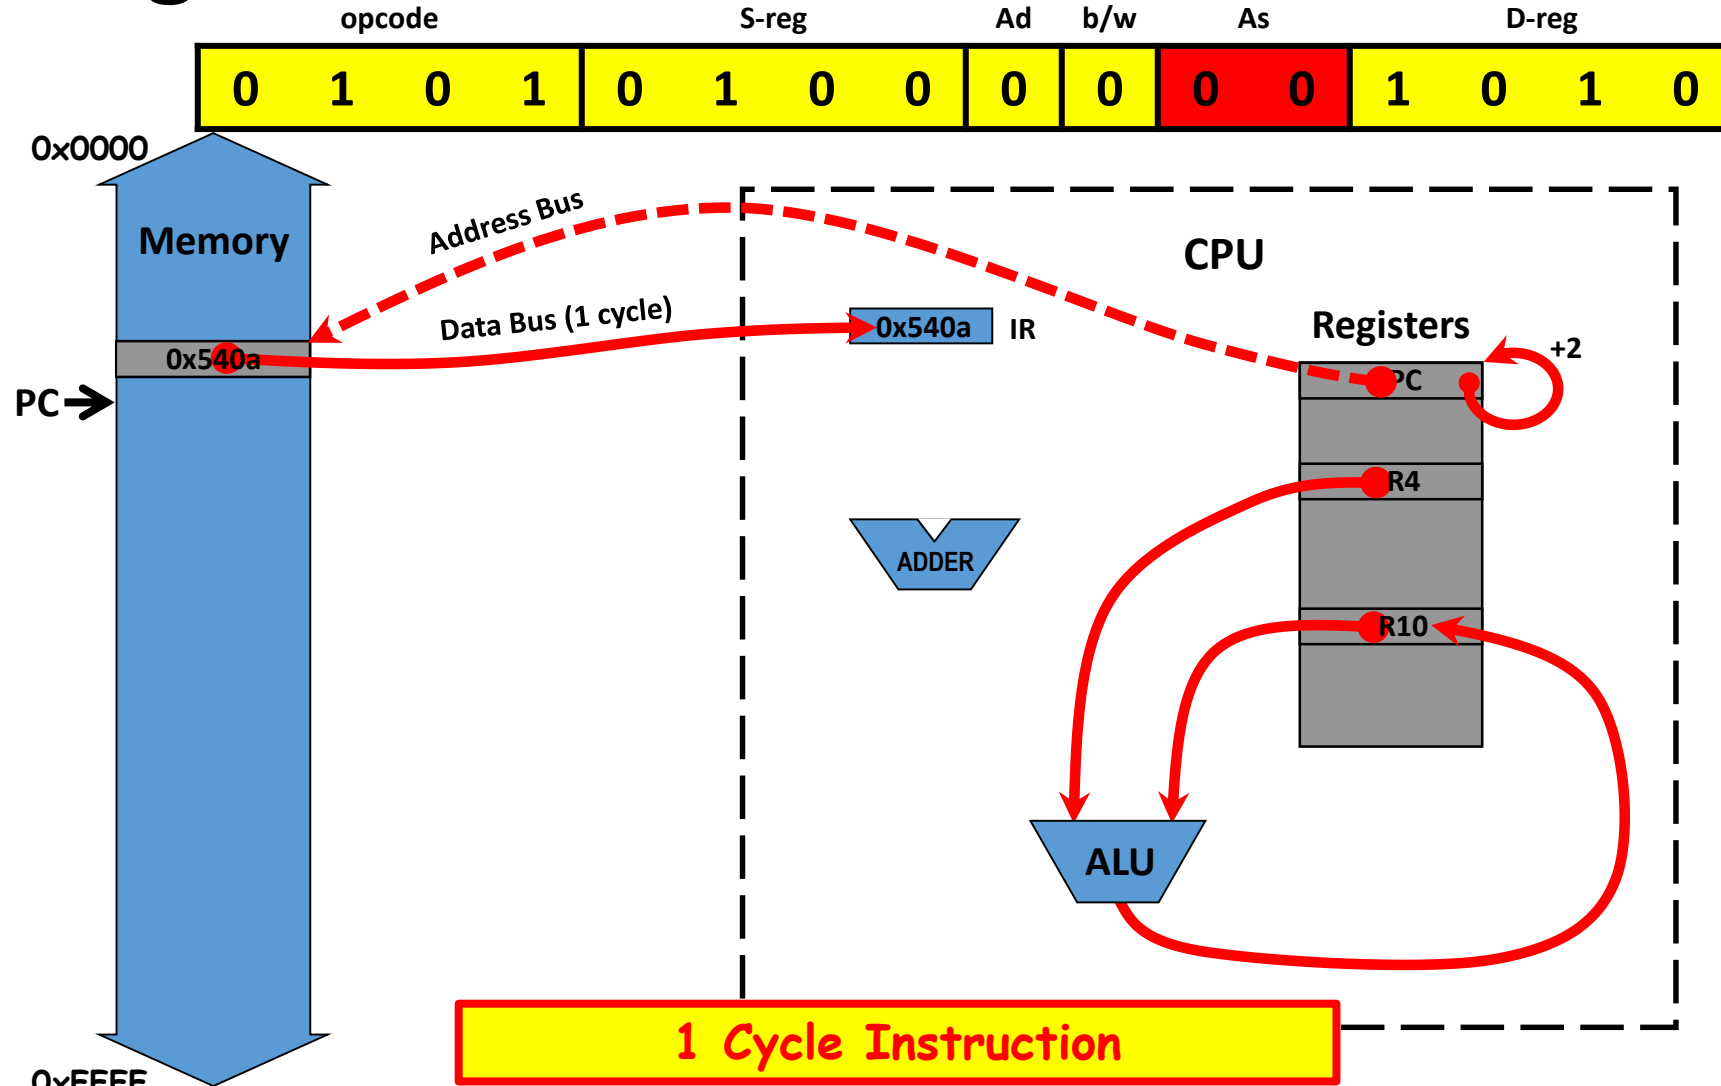 opcode S-reg Ad b/w As D-reg
0 1 0 1 0 1 0 0 0 0 0 0 1 0 1 0
0x0000
Address Bus
Memory
CPU
Data Bus (1 cycle)
0x540a IR
Registers
+2
0x540a
PC
PC
R4
ADDER
R10
ALU
1 Cycle Instruction
0xFFFF